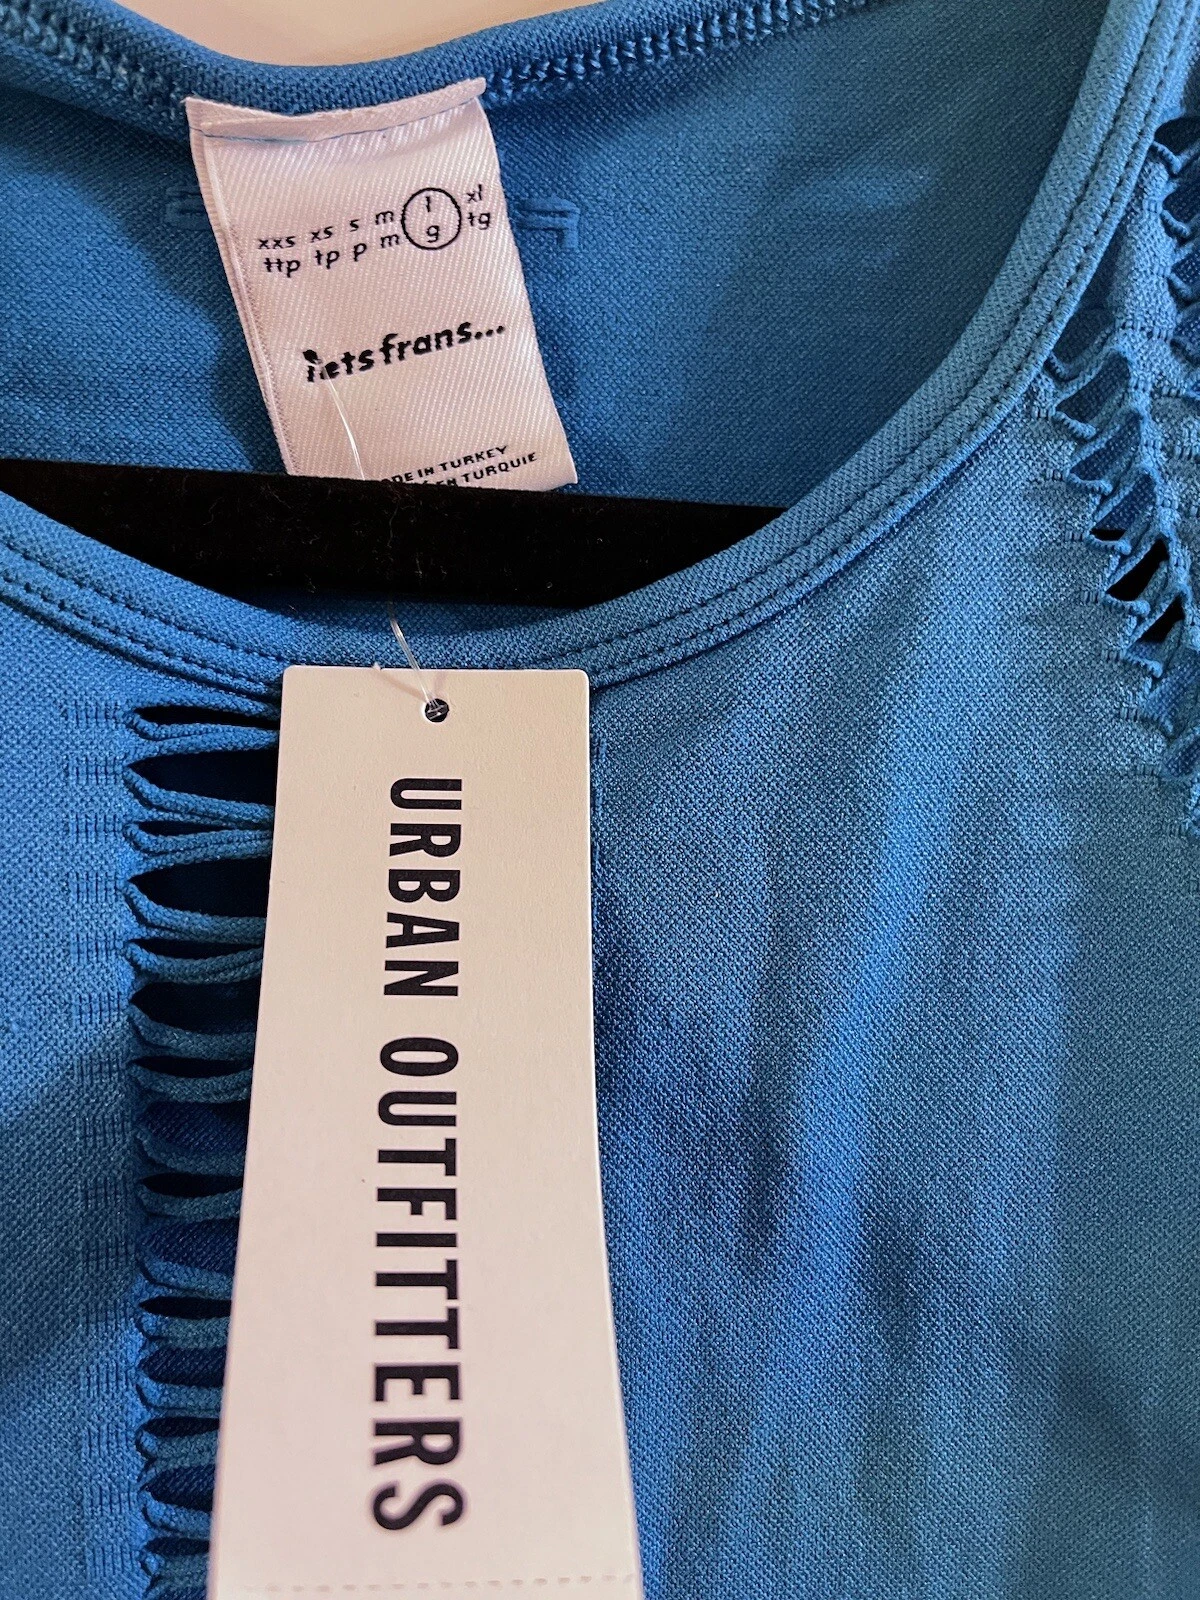 xxs xs s m l xl
ttp tp p m g tg
iets frans...
DE IN TURKEY
EN TURQUIE
URBAN OUTFITTERS